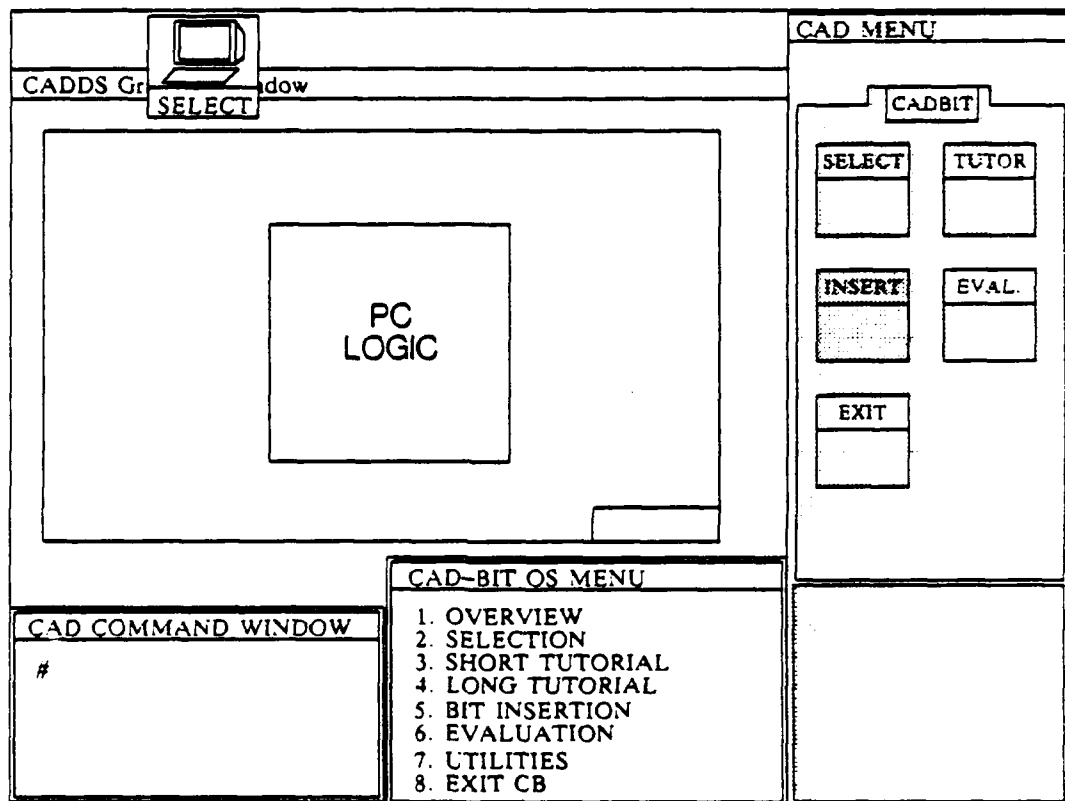 CAD MENU
CADDS Gr dow
SELECT
CADBIT
SELECT
TUTOR
INSERT
EVAL.
EXIT
PC
LOGIC
CAD-BIT OS MENU
1. OVERVIEW
2. SELECTION
3. SHORT TUTORIAL
4. LONG TUTORIAL
5. BIT INSERTION
6. EVALUATION
7. UTILITIES
8. EXIT CB
CAD COMMAND WINDOW
#